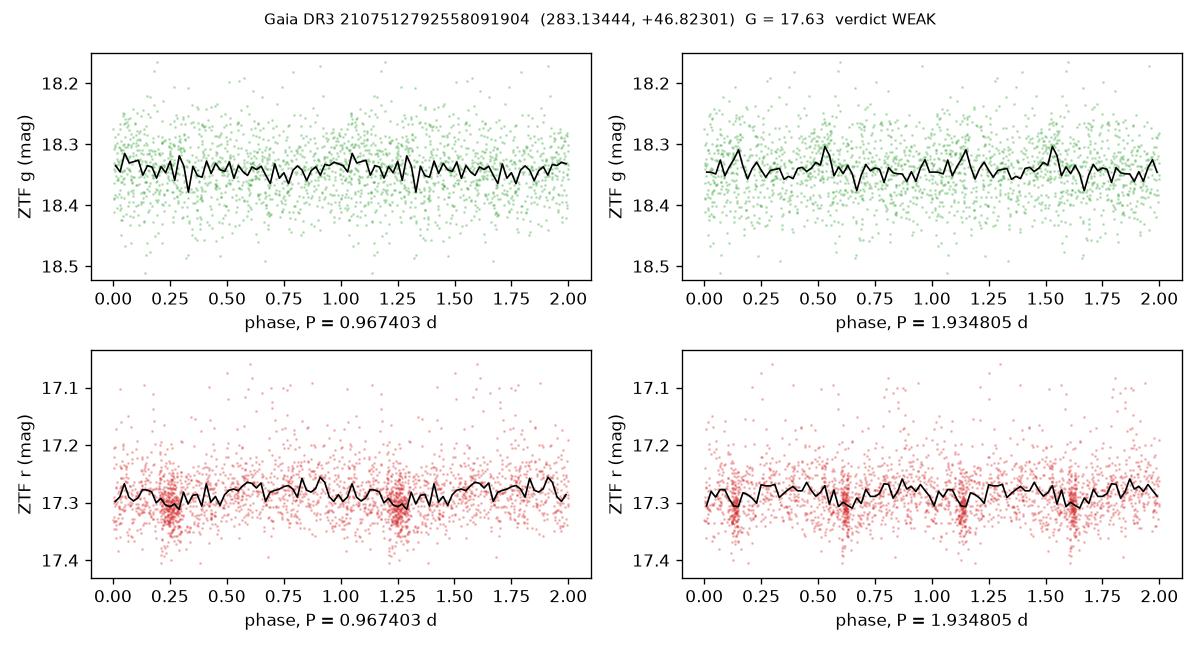 Gaia DR3 2107512792558091904 (283.13444, +46.82301) G = 17.63 verdict WEAK
ZTF g (mag)
18.2
18.3
18.4
18.5
0.00 0.25 0.50 0.75 1.00 1.25 1.50 1.75 2.00
phase, P = 0.967403 d
ZTF g (mag)
18.2
18.3
18.4
18.5
0.00 0.25 0.50 0.75 1.00 1.25 1.50 1.75 2.00
phase, P = 1.934805 d
ZTF r (mag)
17.1
17.2
17.3
17.4
0.00 0.25 0.50 0.75 1.00 1.25 1.50 1.75 2.00
phase, P = 0.967403 d
ZTF r (mag)
17.1
17.2
17.3
17.4
0.00 0.25 0.50 0.75 1.00 1.25 1.50 1.75 2.00
phase, P = 1.934805 d